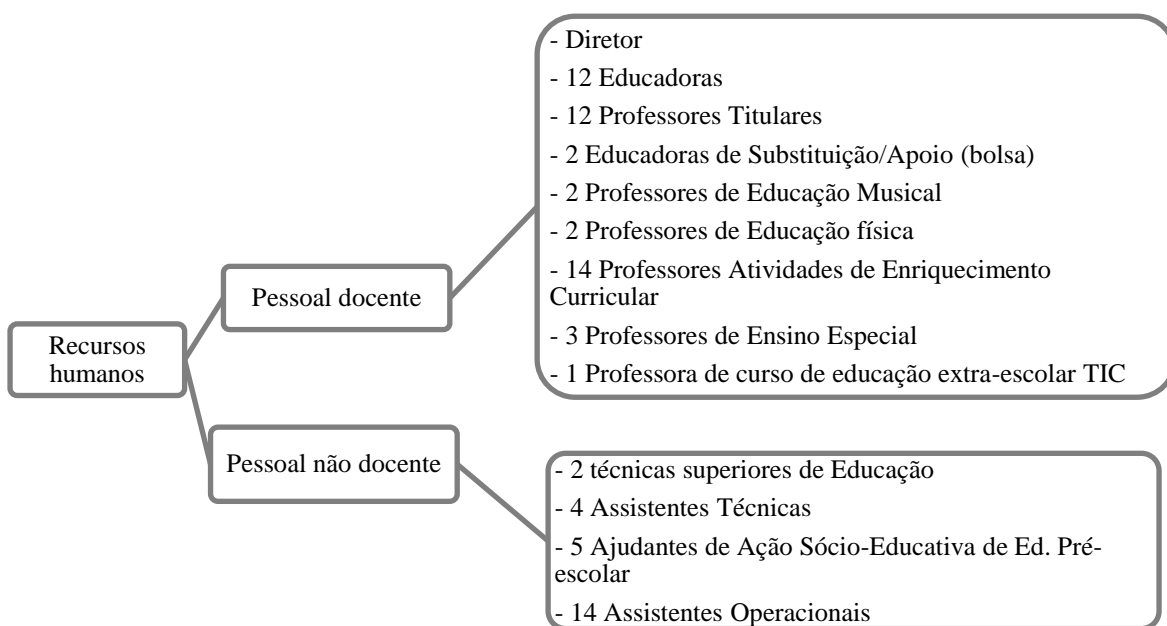 Recursos
humanos
Pessoal docente
- Diretor
- 12 Educadoras
- 12 Professores Titulares
- 2 Educadoras de Substituição/Apoio (bolsa)
- 2 Professores de Educação Musical
- 2 Professores de Educação física
- 14 Professores Atividades de Enriquecimento
Curricular
- 3 Professores de Ensino Especial
- 1 Professora de curso de educação extra-escolar TIC
Pessoal não docente
- 2 técnicas superiores de Educação
- 4 Assistentes Técnicas
- 5 Ajudantes de Ação Sócio-Educativa de Ed. Pré-
escolar
- 14 Assistentes Operacionais